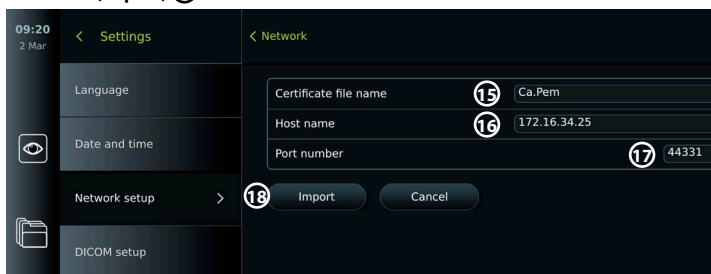 09:20
2 Mar
< Settings
< Network
Language
Date and time
Network setup >
DICOM setup
Certificate file name 15 Ca.Pem
Host name 16 172.16.34.25
Port number 17 44331
18 Import Cancel